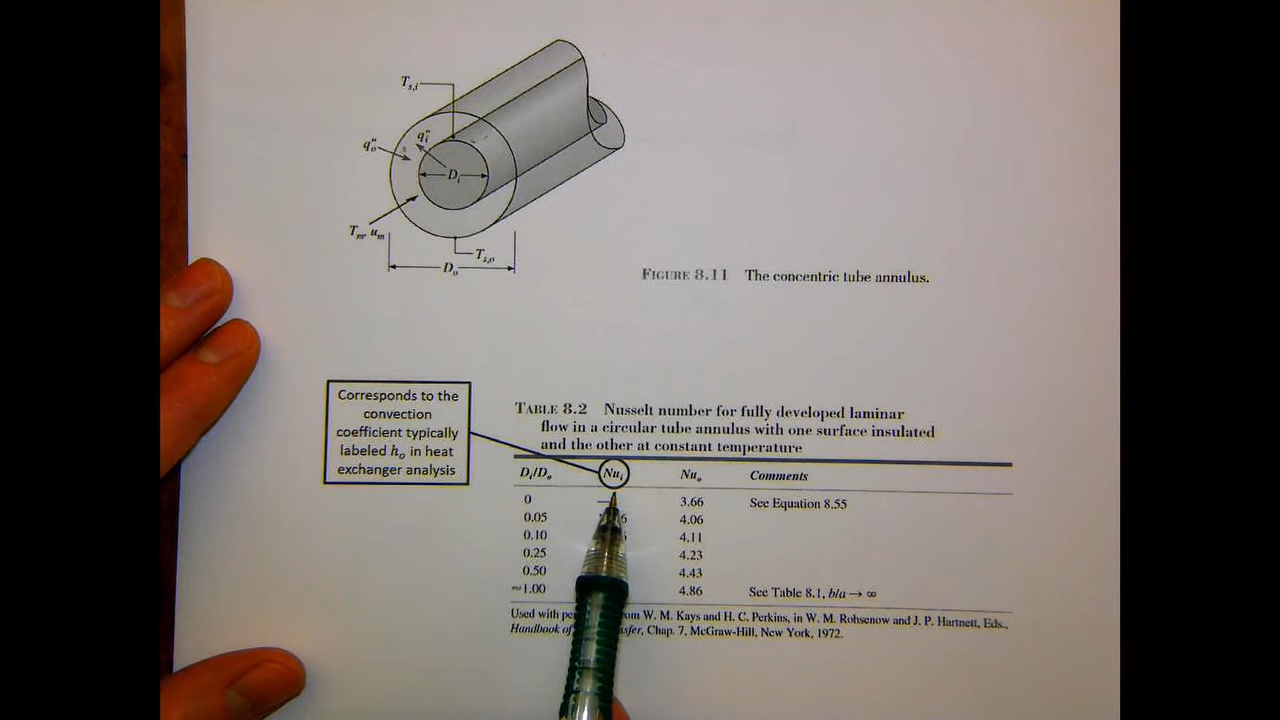 T_s,i
q"_o
q"_i
D_i
T_m, u_m
T_s,o
D_o
FIGURE 8.11 The concentric tube annulus.
Corresponds to the
convection
coefficient typically
labeled h_o in heat
exchanger analysis
TABLE 8.2 Nusselt number for fully developed laminar
flow in a circular tube annulus with one surface insulated
and the other at constant temperature
D_i/D_o Nu_i Nu_o Comments
0 — 3.66 See Equation 8.55
0.05 4.06
0.10 4.11
0.25 4.23
0.50 4.43
≈1.00 4.86 See Table 8.1, b/a → ∞
Used with W. M. Kays and H. C. Perkins, in W. M. Rohsenow and J. P. Hartnett, Eds.,
Handbook of Chap. 7, McGraw-Hill, New York, 1972.